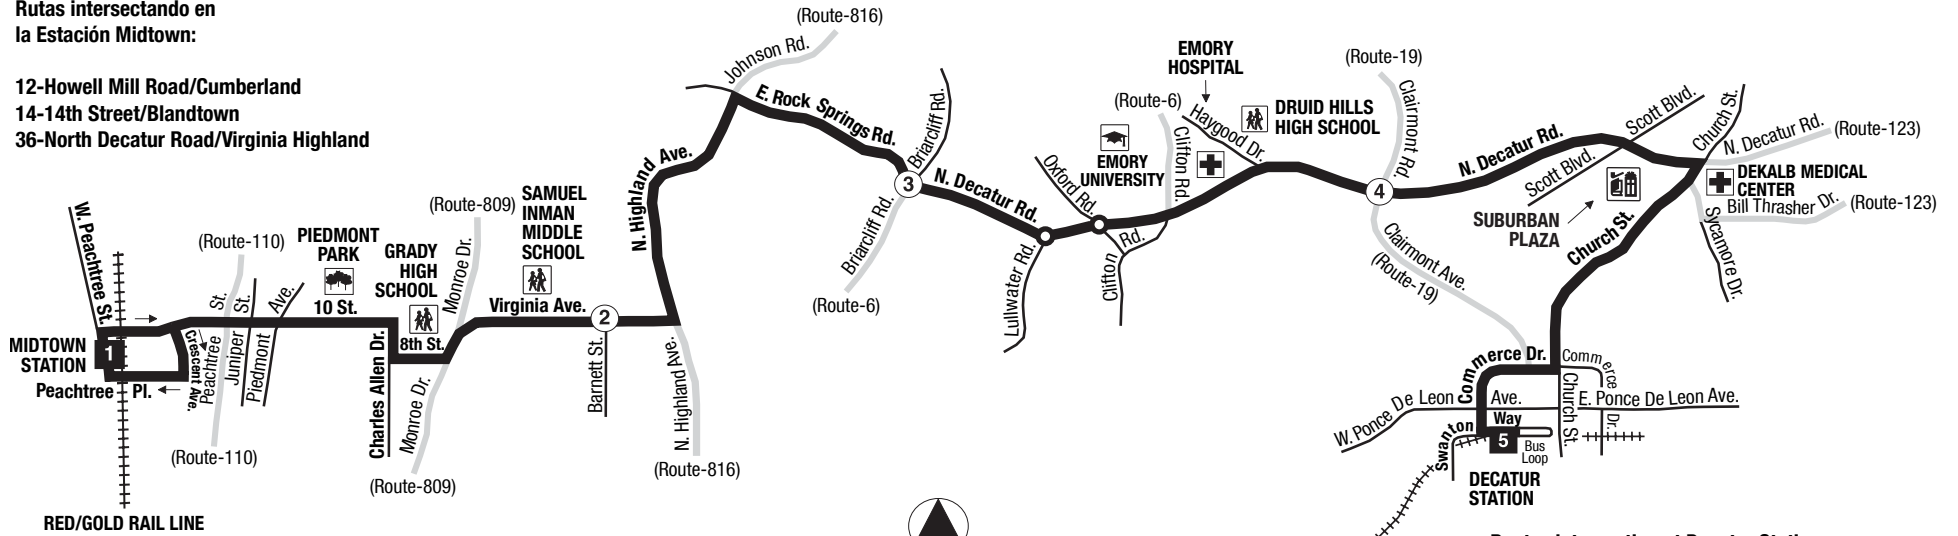 Rutas intersectando en
la Estación Midtown:
12-Howell Mill Road/Cumberland
14-14th Street/Blandtown
36-North Decatur Road/Virginia Highland
W. Peachtree St.
MIDTOWN
STATION
1
Peachtree Pl.
RED/GOLD RAIL LINE
Crescent Ave.
(Route-110)
Peachtree St.
(Route-110)
Juniper St.
Piedmont Ave.
PIEDMONT
PARK
10 St.
GRADY
HIGH
SCHOOL
8th St.
Charles Allen Dr.
(Route-809)
Monroe Dr.
Monroe Dr.
(Route-809)
SAMUEL
INMAN
MIDDLE
SCHOOL
Virginia Ave.
2
Barnett St.
N. Highland Ave.
N. Highland Ave.
(Route-816)
(Route-816)
Johnson Rd.
E. Rock Springs Rd.
Briarcliff Rd.
3
Briarcliff Rd.
(Route-6)
N. Decatur Rd.
Lullwater Rd.
Oxford Rd.
EMORY
UNIVERSITY
(Route-6)
Clifton Rd.
Clifton Rd.
EMORY
HOSPITAL
Haygood Dr.
DRUID HILLS
HIGH SCHOOL
(Route-19)
Clairmont Rd.
4
Clairmont Ave.
(Route-19)
N. Decatur Rd.
Scott Blvd.
Scott Blvd.
Church St.
N. Decatur Rd.
(Route-123)
DEKALB MEDICAL
CENTER
Bill Thrasher Dr.
(Route-123)
Sycamore Dr.
SUBURBAN
PLAZA
Church St.
Commerce Dr.
Commerce Dr.
Church St.
W. Ponce De Leon Ave.
E. Ponce De Leon Ave.
Swanton Way
5
Bus
Loop
DECATUR
STATION